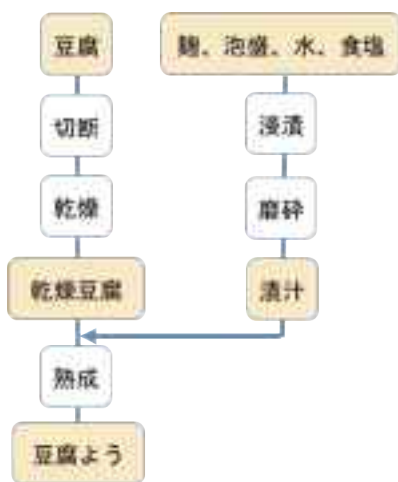 豆腐
麹、泡盛、水、食塩
切断
浸漬
乾燥
磨砕
乾燥豆腐
漬汁
熟成
豆腐よう